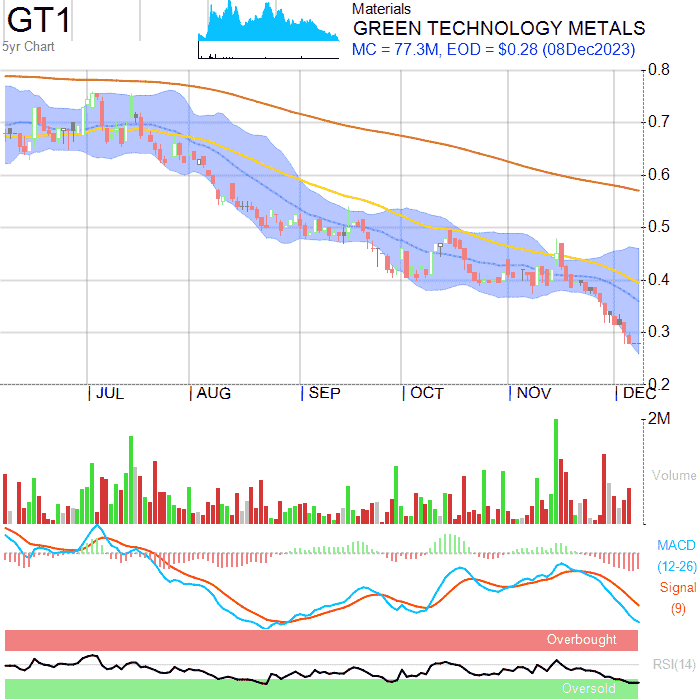 GT1
5yr Chart
Materials
GREEN TECHNOLOGY METALS
MC = 77.3M, EOD = $0.28 (08Dec2023)
0.8
0.7
0.6
0.5
0.4
0.3
0.2
JUL AUG SEP OCT NOV DEC
2M
Volume
MACD
(12-26)
Signal
(9)
Overbought
RSI(14)
Oversold